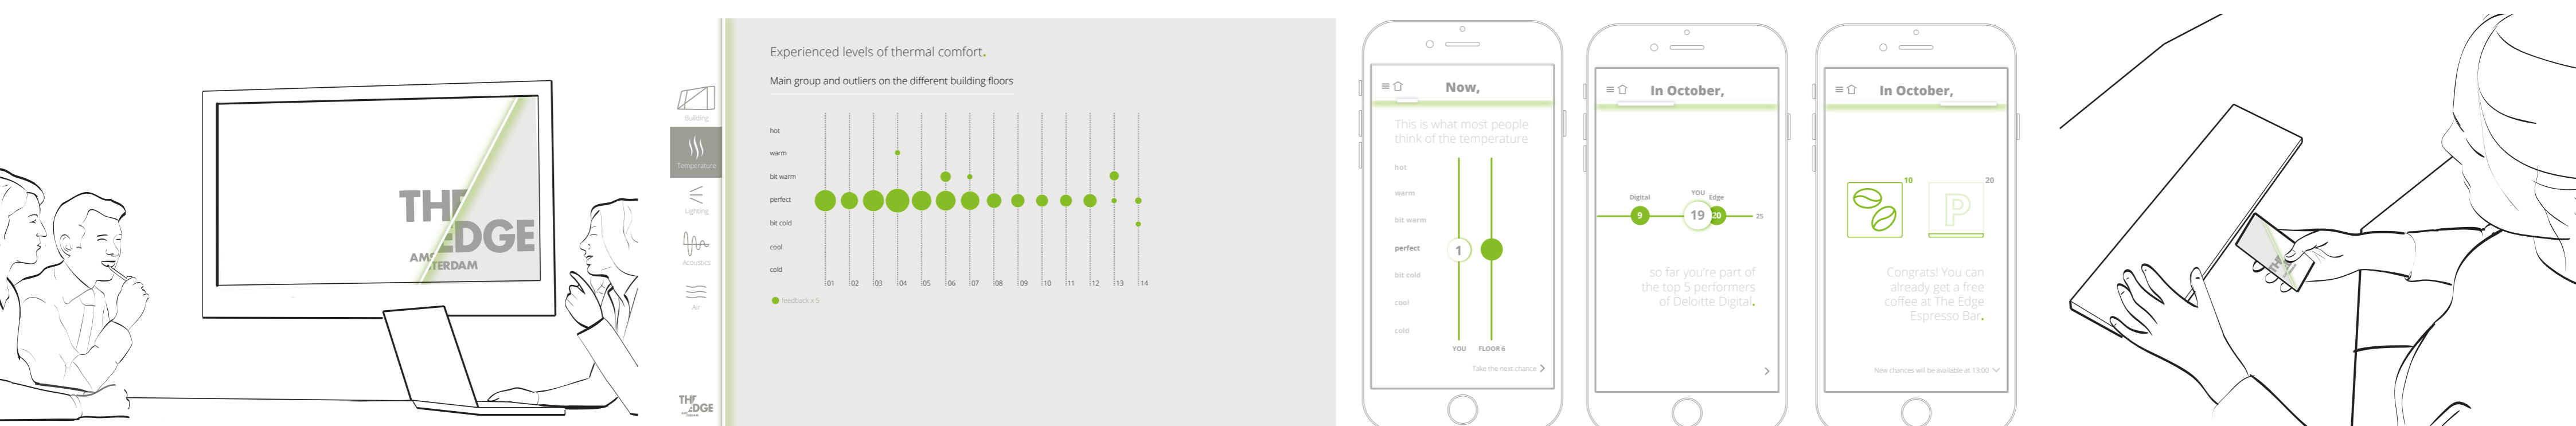 THE
EDGE
AMSTERDAM
Building
Temperature
Lighting
Acoustics
Air
THE
EDGE
Experienced levels of thermal comfort.
Main group and outliers on the different building floors
hot
warm
bit warm
perfect
bit cold
cool
cold
01 02 03 04 05 06 07 08 09 10 11 12 13 14
feedback x 5
Now,
This is what most people
think of the temperature
hot
warm
bit warm
perfect
bit cold
cool
cold
1
YOU FLOOR 6
Take the next chance
In October,
Digital YOU Edge
9 19 20 25
so far you're part of
the top 5 performers
of Deloitte Digital.
In October,
10 20
P
Congrats! You can
already get a free
coffee at The Edge
Espresso Bar.
New chances will be available at 13:00